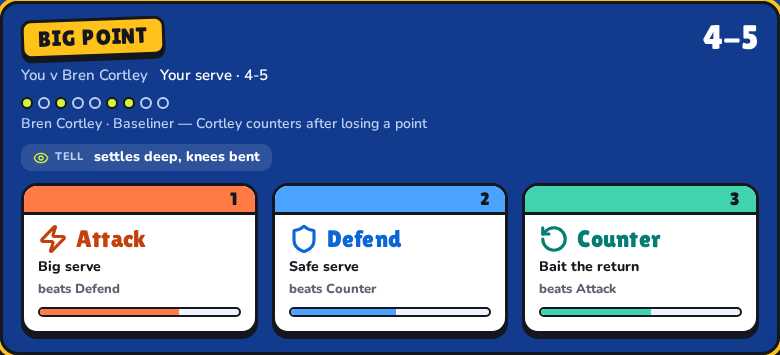 BIG POINT
4–5
You v Bren Cortley Your serve · 4-5
Bren Cortley · Baseliner — Cortley counters after losing a point
TELL settles deep, knees bent
1
Attack
Big serve
beats Defend
2
Defend
Safe serve
beats Counter
3
Counter
Bait the return
beats Attack